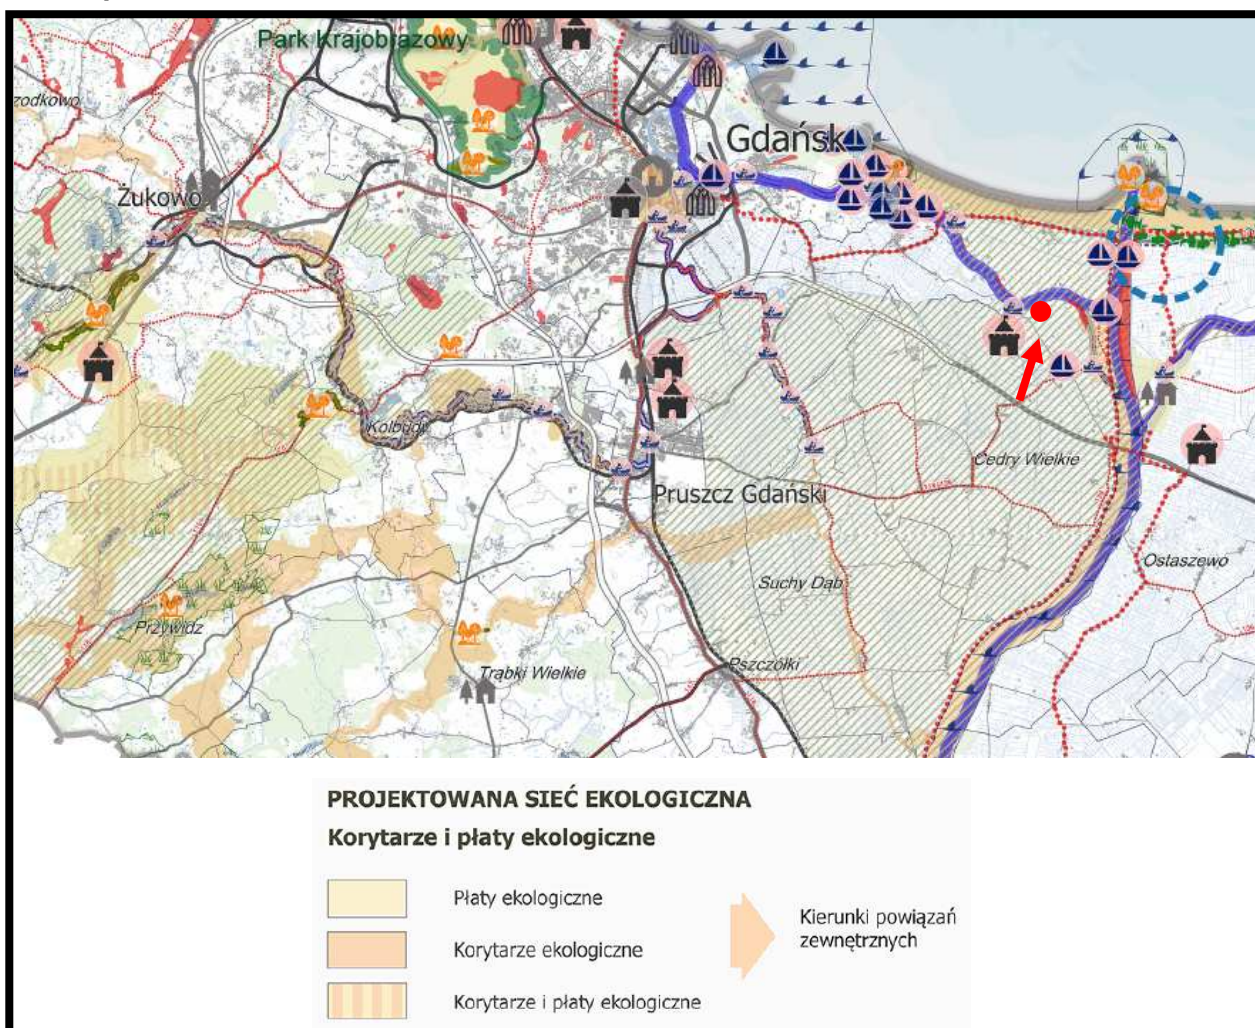 Park Krajobrazowy
zodkowo
Gdańsk
Żukowo
Kolbudy
Cedry Wielkie
Pruszcz Gdański
Ostaszewo
Suchy Dąb
Przywidz
Pszczółki
Trąbki Wielkie
PROJEKTOWANA SIEĆ EKOLOGICZNA
Korytarze i płaty ekologiczne
Płaty ekologiczne
Korytarze ekologiczne
Korytarze i płaty ekologiczne
Kierunki powiązań
zewnętrznych